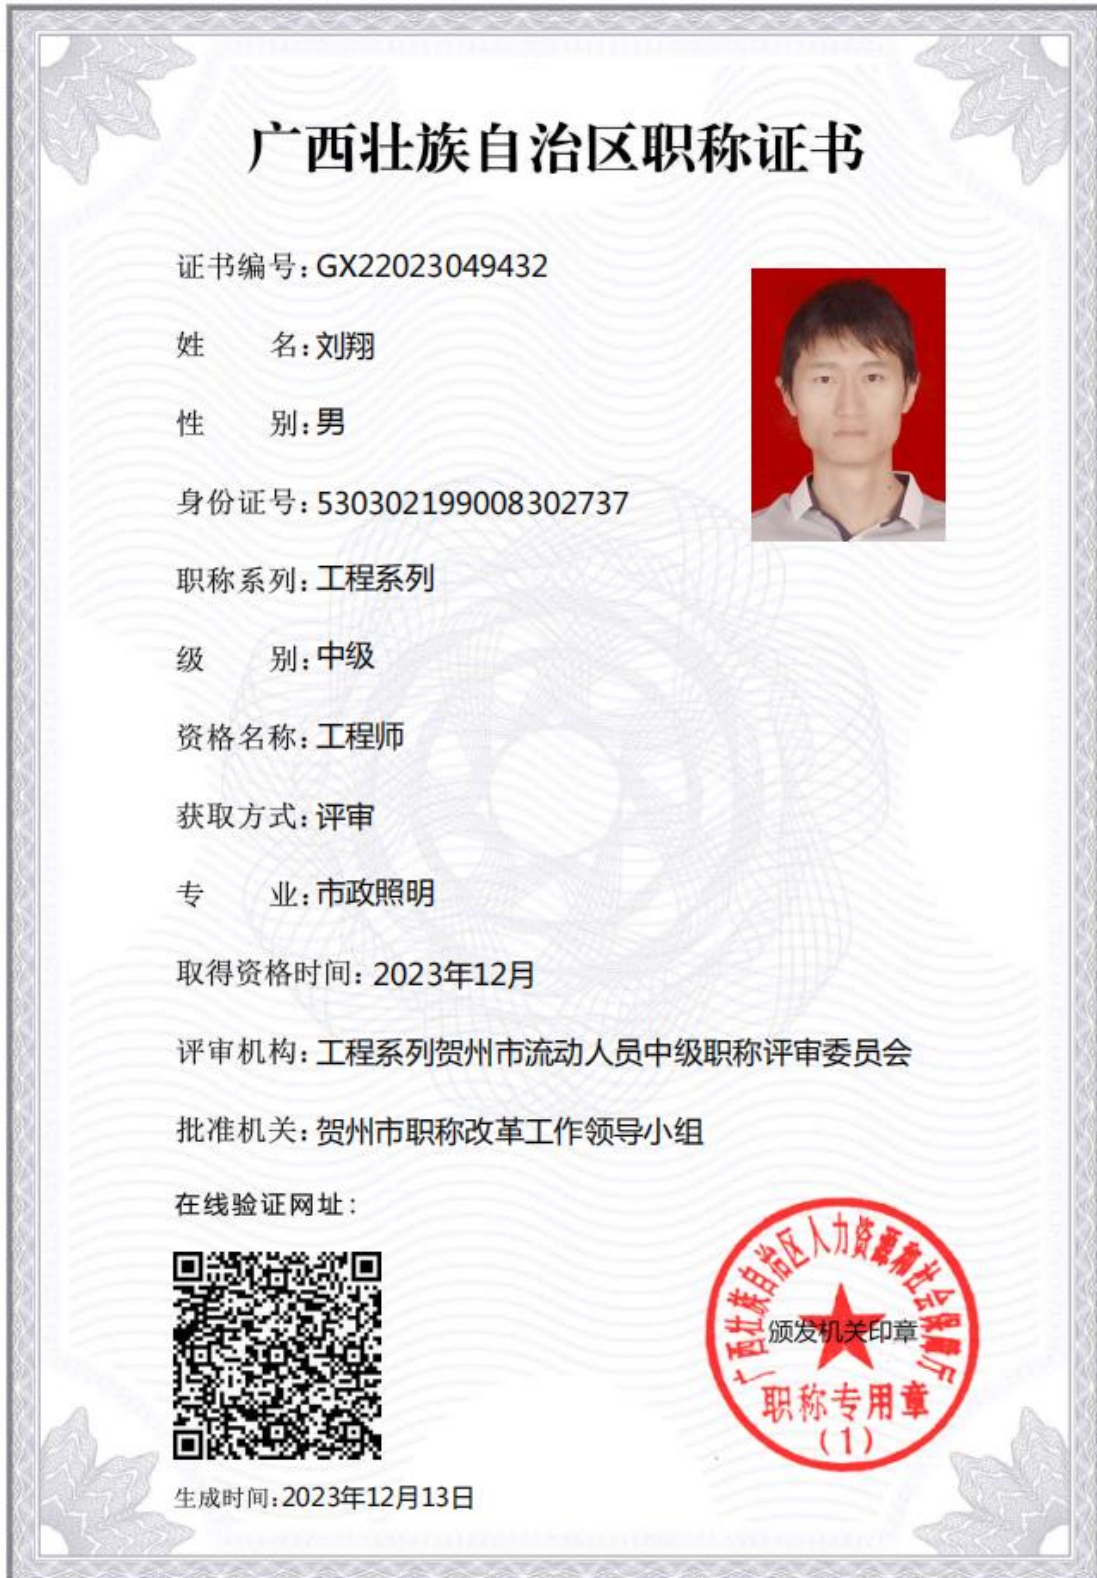 广西壮族自治区职称证书
证书编号：GX22023049432
姓 名：刘翔
性 别：男
身份证号：530302199008302737
职称系列：工程系列
级 别：中级
资格名称：工程师
获取方式：评审
专 业：市政照明
取得资格时间：2023年12月
评审机构：工程系列贺州市流动人员中级职称评审委员会
批准机关：贺州市职称改革工作领导小组
在线验证网址：
广西壮族自治区人力资源和社会保障厅
颁发机关印章
职称专用章
（1）
生成时间：2023年12月13日